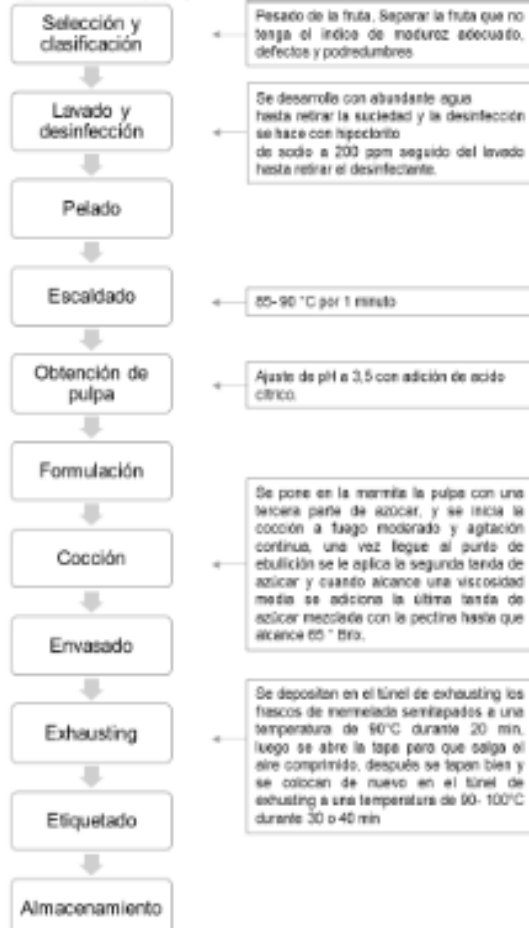 Selección y
clasificación
Pesado de la fruta. Separar la fruta que no
tenga el índice de madurez adecuado,
defectos y podredumbres
Lavado y
desinfección
Se desarrolla con abundante agua
hasta retirar la suciedad y la desinfección
se hace con hipoclorito
de sodio a 200 ppm seguido del lavado
hasta retirar el desinfectante.
Pelado
Escaldado
85- 90 °C por 1 minuto
Obtención de
pulpa
Ajuste de pH a 3,5 con adición de acido
cítrico.
Formulación
Cocción
Se pone en la marmita la pulpa con una
tercera parte de azúcar, y se inicia la
cocción a fuego moderado y agitación
continua, una vez llegue al punto de
ebullición se le aplica la segunda tanda de
azúcar y cuando alcance una viscosidad
media se adiciona la última tanda de
azúcar mezclada con la pectina hasta que
alcance 65 ° Brix.
Envasado
Exhausting
Se depositan en el túnel de exhausting los
frascos de mermelada semitapados a una
temperatura de 90°C durante 20 min,
luego se abre la tapa para que salga el
aire comprimido, después se tapan bien y
se colocan de nuevo en el túnel de
exhusting a una temperatura de 90- 100°C
durante 30 o 40 min
Etiquetado
Almacenamiento